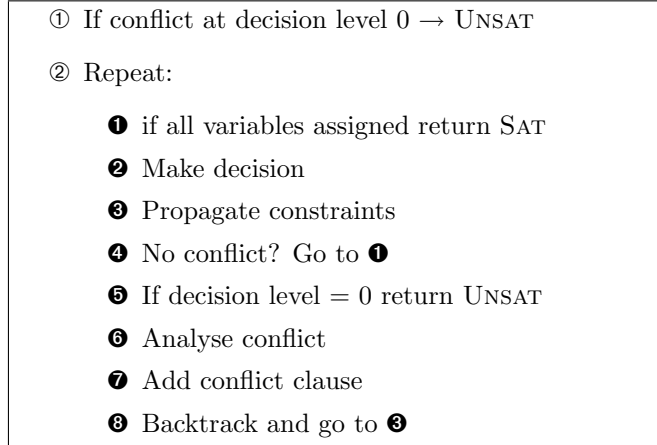 ① If conflict at decision level 0 → UNSAT
② Repeat:
❶ if all variables assigned return SAT
❷ Make decision
❸ Propagate constraints
❹ No conflict? Go to ❶
❺ If decision level = 0 return UNSAT
❻ Analyse conflict
❼ Add conflict clause
❽ Backtrack and go to ❸